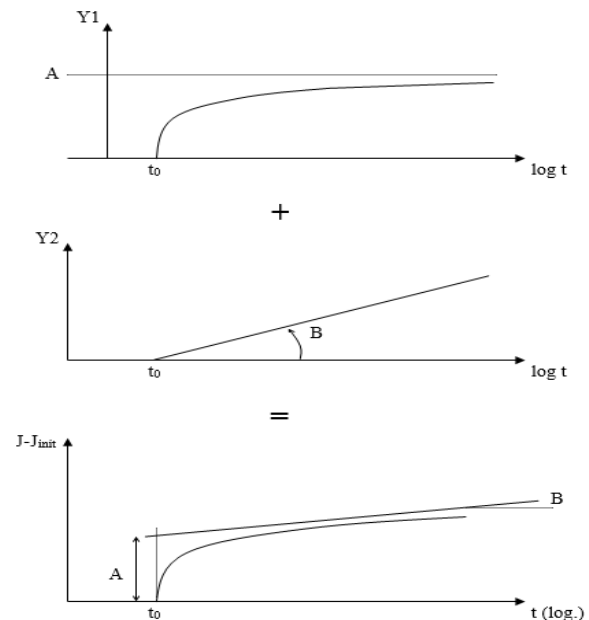 Y1
A
t₀
log t
+
Y2
B
t₀
log t
=
J-Jinit
B
A
t₀
t (log.)